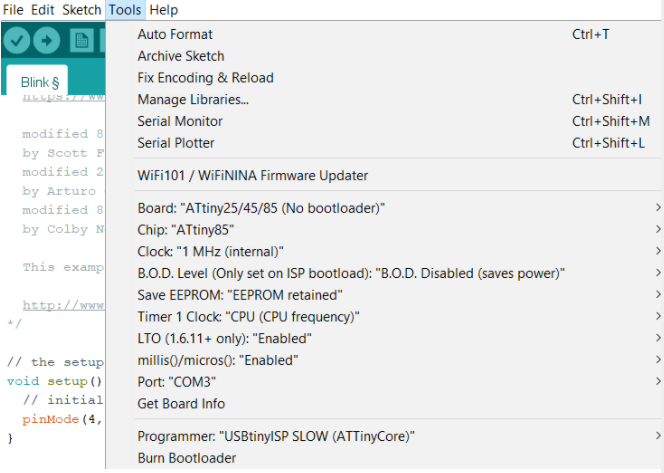 File Edit Sketch Tools Help
Auto Format Ctrl+T
Archive Sketch
Fix Encoding & Reload
Manage Libraries... Ctrl+Shift+I
Serial Monitor Ctrl+Shift+M
Serial Plotter Ctrl+Shift+L
WiFi101 / WiFiNINA Firmware Updater
Board: "ATtiny25/45/85 (No bootloader)"
Chip: "ATtiny85"
Clock: "1 MHz (internal)"
B.O.D. Level (Only set on ISP bootload): "B.O.D. Disabled (saves power)"
Save EEPROM: "EEPROM retained"
Timer 1 Clock: "CPU (CPU frequency)"
LTO (1.6.11+ only): "Enabled"
millis()/micros(): "Enabled"
Port: "COM3"
Get Board Info
Programmer: "USBtinyISP SLOW (ATTinyCore)"
Burn Bootloader
Blink §
https://ww
modified 8
by Scott F
modified 2
by Arturo
modified 8
by Colby N
This examp
http://www
*/
// the setup
void setup()
// initial
pinMode(4,
}